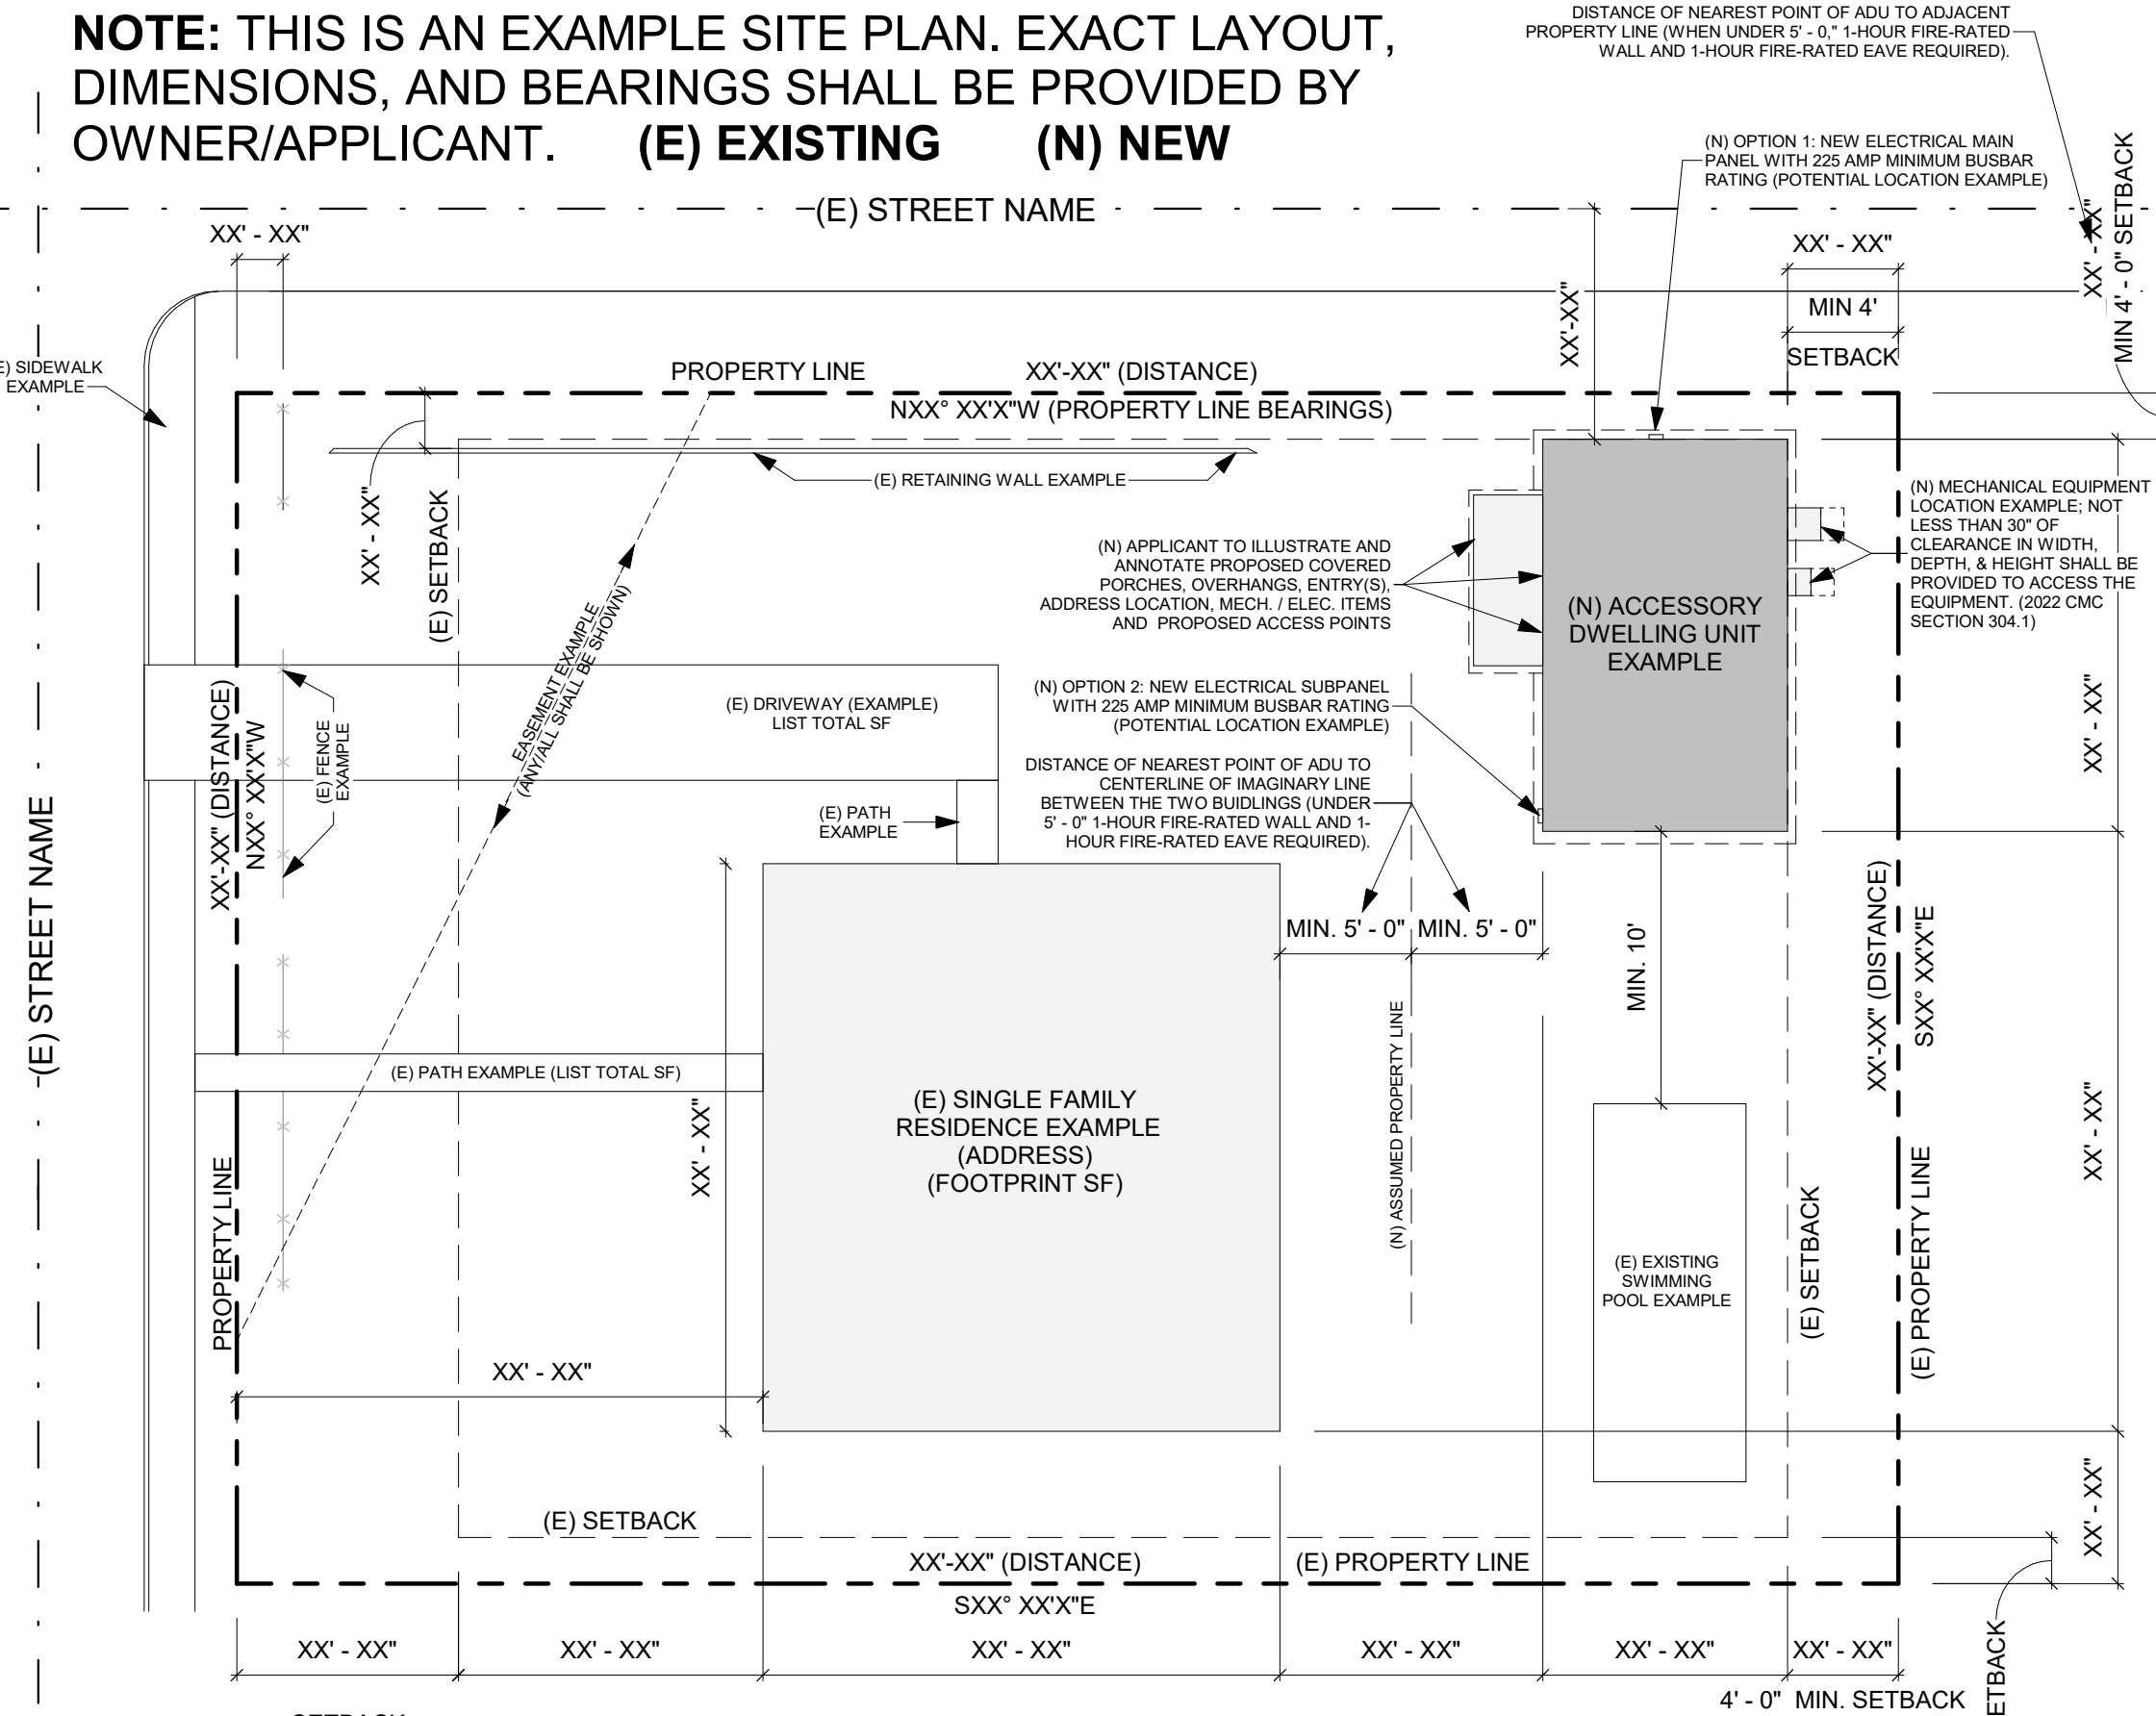 NOTE: THIS IS AN EXAMPLE SITE PLAN. EXACT LAYOUT,
DIMENSIONS, AND BEARINGS SHALL BE PROVIDED BY
OWNER/APPLICANT. (E) EXISTING (N) NEW
DISTANCE OF NEAREST POINT OF ADU TO ADJACENT
PROPERTY LINE (WHEN UNDER 5' - 0," 1-HOUR FIRE-RATED
WALL AND 1-HOUR FIRE-RATED EAVE REQUIRED).
(N) OPTION 1: NEW ELECTRICAL MAIN
PANEL WITH 225 AMP MINIMUM BUSBAR
RATING (POTENTIAL LOCATION EXAMPLE)
(E) STREET NAME
XX' - XX"
XX'-XX"
XX' - XX"
MIN 4'
SETBACK
XX' - XX"
MIN 4' - 0" SETBACK
E) SIDEWALK
EXAMPLE
PROPERTY LINE
XX'-XX" (DISTANCE)
NXX° XX'X"W (PROPERTY LINE BEARINGS)
(E) RETAINING WALL EXAMPLE
XX' - XX"
(E) SETBACK
(N) APPLICANT TO ILLUSTRATE AND
ANNOTATE PROPOSED COVERED
PORCHES, OVERHANGS, ENTRY(S),
ADDRESS LOCATION, MECH. / ELEC. ITEMS
AND PROPOSED ACCESS POINTS
(N) ACCESSORY
DWELLING UNIT
EXAMPLE
(N) MECHANICAL EQUIPMENT
LOCATION EXAMPLE; NOT
LESS THAN 30" OF
CLEARANCE IN WIDTH,
DEPTH, & HEIGHT SHALL BE
PROVIDED TO ACCESS THE
EQUIPMENT. (2022 CMC
SECTION 304.1)
EASEMENT EXAMPLE
(ANY/ALL SHALL BE SHOWN)
(E) DRIVEWAY (EXAMPLE)
LIST TOTAL SF
(N) OPTION 2: NEW ELECTRICAL SUBPANEL
WITH 225 AMP MINIMUM BUSBAR RATING
(POTENTIAL LOCATION EXAMPLE)
XX' - XX"
XX'-XX" (DISTANCE)
NXX° XX'X"W
(E) FENCE
EXAMPLE
(E) PATH
EXAMPLE
DISTANCE OF NEAREST POINT OF ADU TO
CENTERLINE OF IMAGINARY LINE
BETWEEN THE TWO BUIDLINGS (UNDER
5' - 0" 1-HOUR FIRE-RATED WALL AND 1-
HOUR FIRE-RATED EAVE REQUIRED).
(E) STREET NAME
MIN. 5' - 0"
MIN. 5' - 0"
MIN. 10'
XX'-XX" (DISTANCE)
SXX° XX'X"E
(E) PATH EXAMPLE (LIST TOTAL SF)
XX' - XX"
(E) SINGLE FAMILY
RESIDENCE EXAMPLE
(ADDRESS)
(FOOTPRINT SF)
(N) ASSUMED PROPERTY LINE
XX' - XX"
PROPERTY LINE
(E) EXISTING
SWIMMING
POOL EXAMPLE
(E) SETBACK
(E) PROPERTY LINE
XX' - XX"
XX' - XX"
(E) SETBACK
XX'-XX" (DISTANCE)
(E) PROPERTY LINE
SXX° XX'X"E
XX' - XX"
XX' - XX"
XX' - XX"
XX' - XX"
XX' - XX"
XX' - XX"
4' - 0" MIN. SETBACK
ETBACK